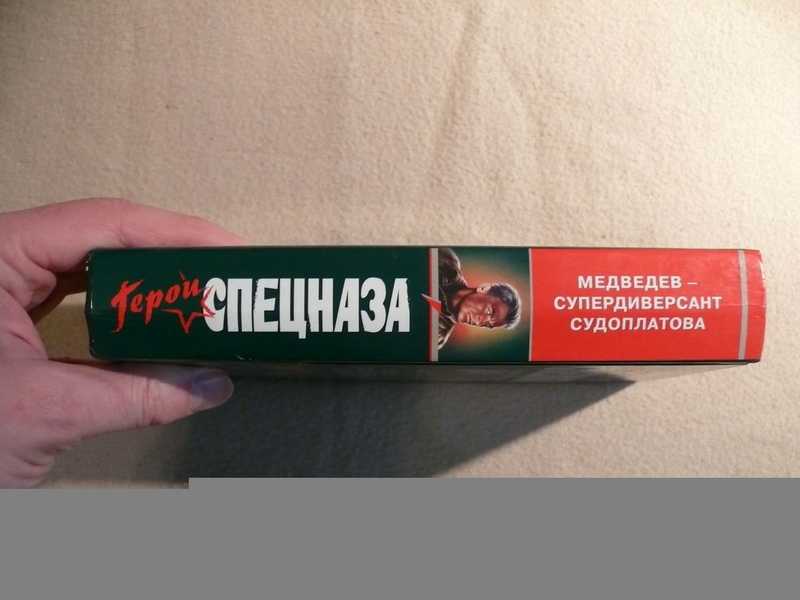 Герои СПЕЦНАЗА
МЕДВЕДЕВ –
СУПЕРДИВЕРСАНТ
СУДОПЛАТОВА